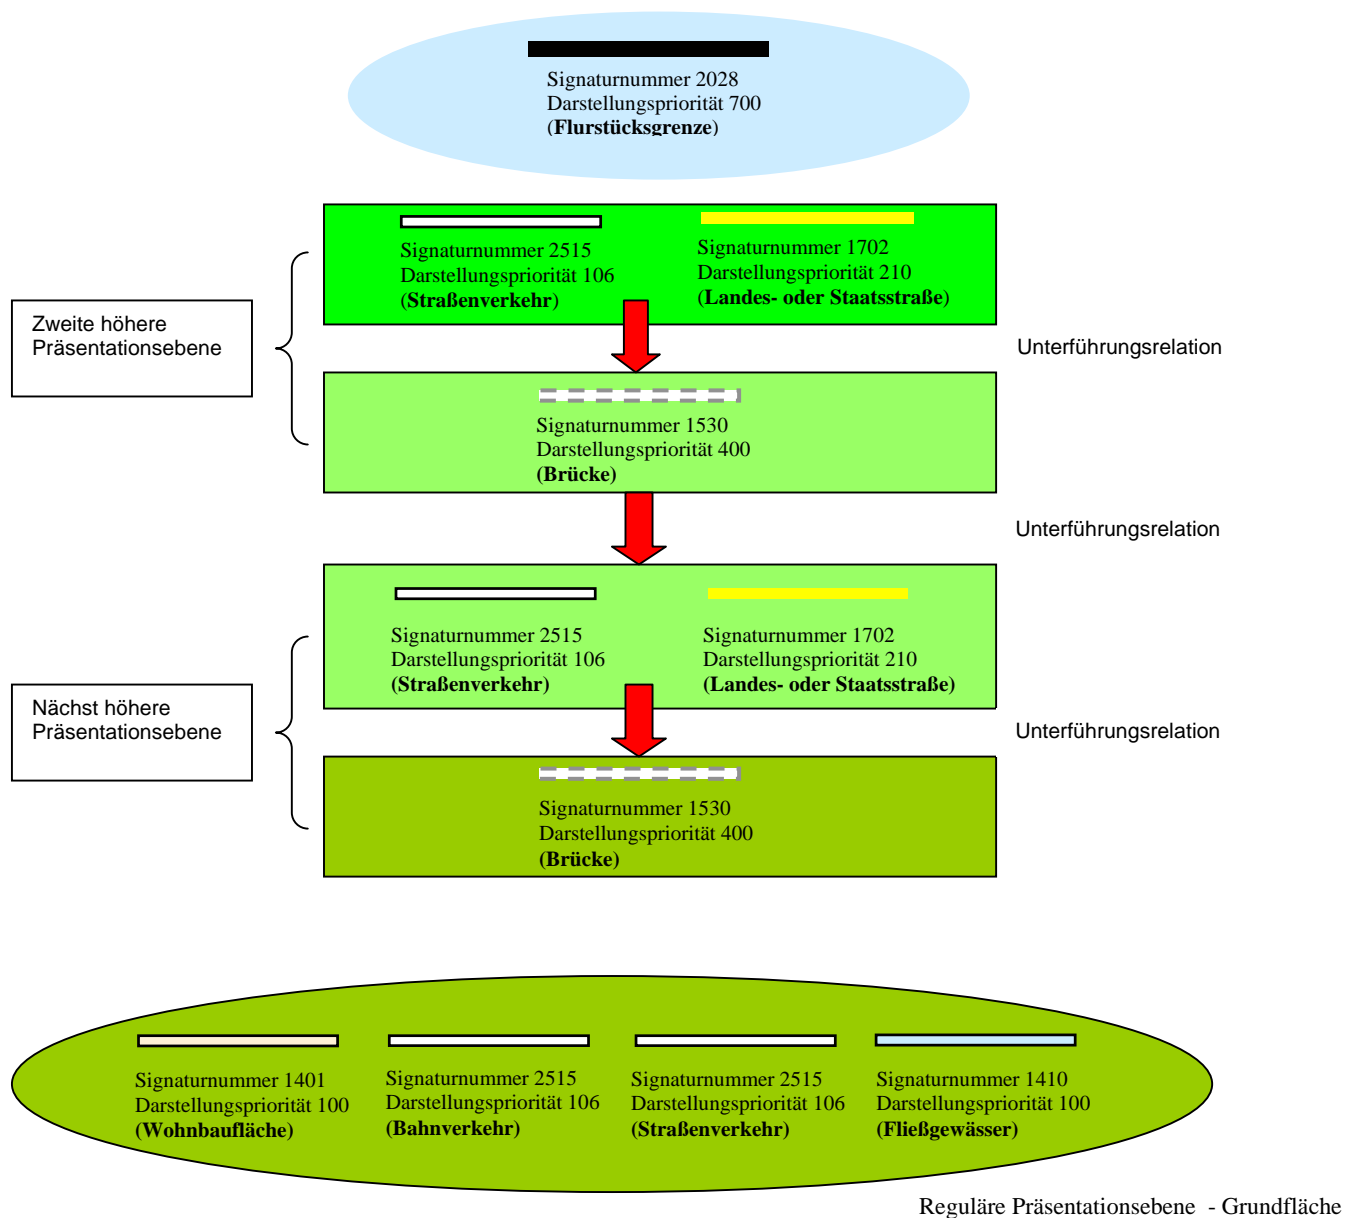 Signaturnummer 2028
Darstellungspriorität 700
(Flurstücksgrenze)
Signaturnummer 2515
Darstellungspriorität 106
(Straßenverkehr)
Signaturnummer 1702
Darstellungspriorität 210
(Landes- oder Staatsstraße)
Zweite höhere
Präsentationsebene
Unterführungsrelation
Signaturnummer 1530
Darstellungspriorität 400
(Brücke)
Unterführungsrelation
Signaturnummer 2515
Darstellungspriorität 106
(Straßenverkehr)
Signaturnummer 1702
Darstellungspriorität 210
(Landes- oder Staatsstraße)
Nächst höhere
Präsentationsebene
Unterführungsrelation
Signaturnummer 1530
Darstellungspriorität 400
(Brücke)
Signaturnummer 1401
Darstellungspriorität 100
(Wohnbaufläche)
Signaturnummer 2515
Darstellungspriorität 106
(Bahnverkehr)
Signaturnummer 2515
Darstellungspriorität 106
(Straßenverkehr)
Signaturnummer 1410
Darstellungspriorität 100
(Fließgewässer)
Reguläre Präsentationsebene - Grundfläche